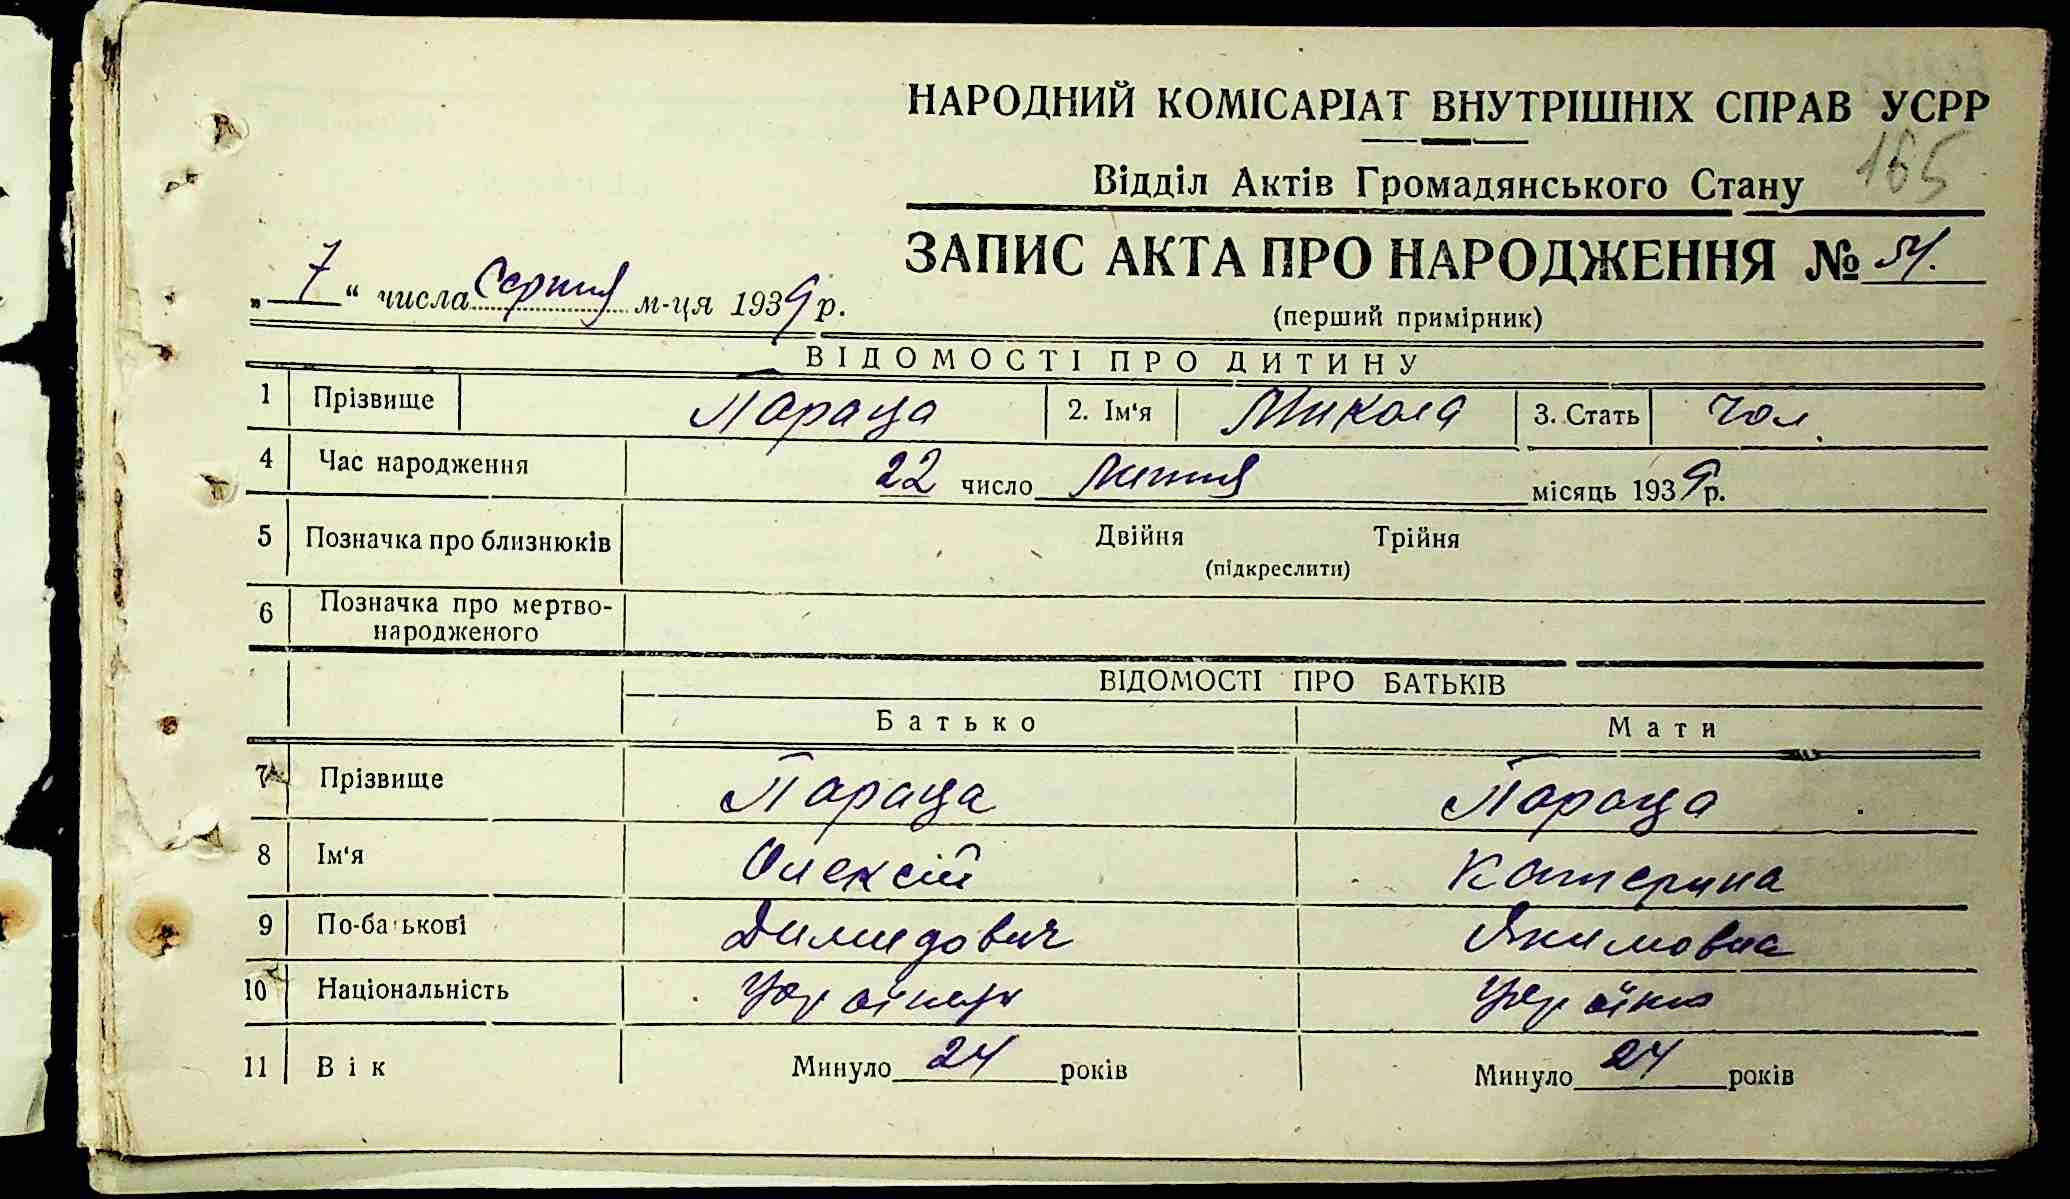 НАРОДНИЙ КОМІСАРІАТ ВНУТРІШНІХ СПРАВ УСРР
165
Відділ Актів Громадянського Стану
ЗАПИС АКТА ПРО НАРОДЖЕННЯ №
„ 7 “ числа Серпня м-ця 1939 р.
(перший примірник)
ВІДОМОСТІ ПРО ДИТИНУ
1 Прізвище Параца 2. Ім‘я Микола 3. Стать Чол.
4 Час народження 22 число Липня місяць 1939 р.
5 Позначка про близнюків Двійня Трійня
(підкреслити)
6 Позначка про мертво-
народженого
ВІДОМОСТІ ПРО БАТЬКІВ
Батько Мати
7 Прізвище Параца Параца
8 Ім‘я Олексій Катерина
9 По-батькові Димидович Якимовна
10 Національність Українец Українка
11 Вік Минуло 24 років Минуло 24 років